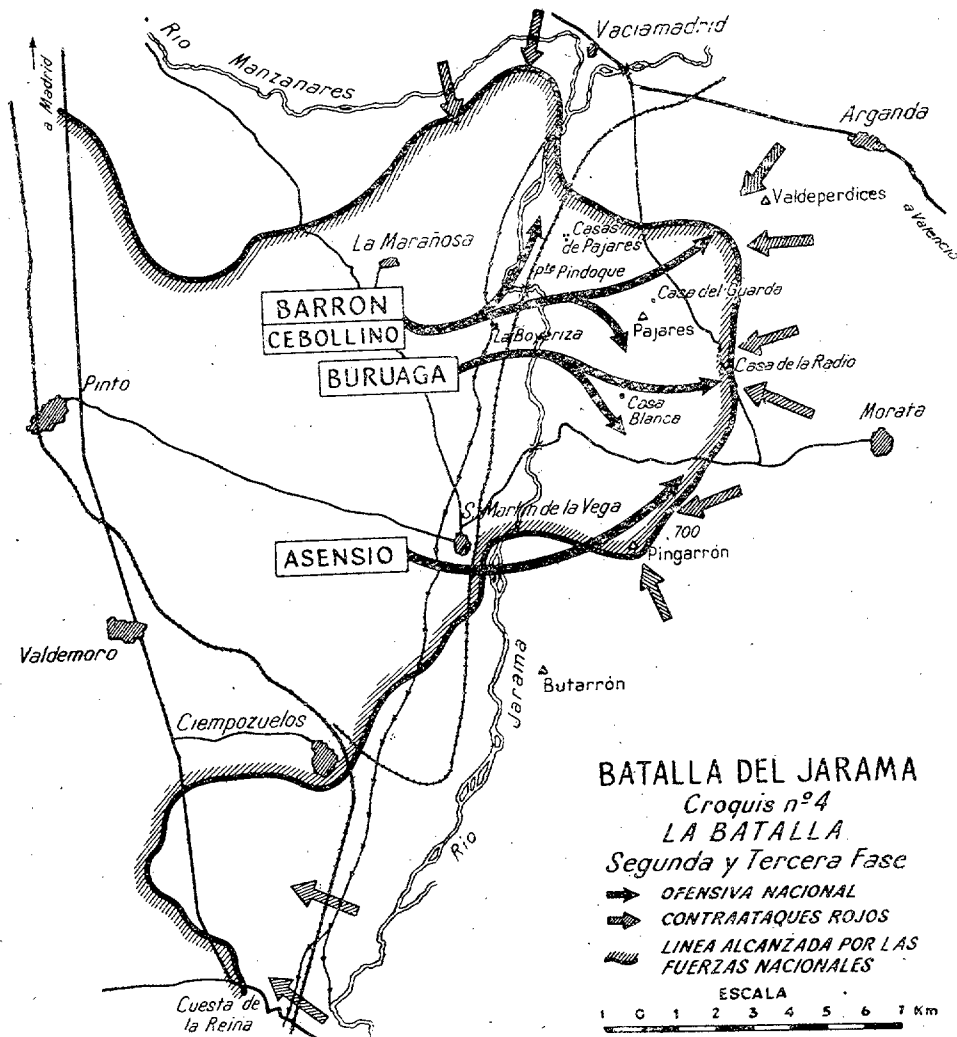 a Madrid
Rio
Manzanares
Vaciamadrid
Arganda
a Valencia
Valdeperdices
La Marañosa
Casas
de Pajares
Pte Pindoque
BARRON
CEBOLLINO
Casa del Guarda
Pajares
La Boyeriza
BURUAGA
Casa de la Radio
Pinto
Casa
Blanca
Morata
S. Martin de la Vega
700
Pingarrón
ASENSIO
Valdemoro
Jarama
Butarrón
Ciempozuelos
Rio
Cuesta de
la Reina
BATALLA DEL JARAMA
Croquis nº 4
LA BATALLA
Segunda y Tercera Fase
OFENSIVA NACIONAL
CONTRAATAQUES ROJOS
LINEA ALCANZADA POR LAS
FUERZAS NACIONALES
ESCALA
1 0 1 2 3 4 5 6 7 Km